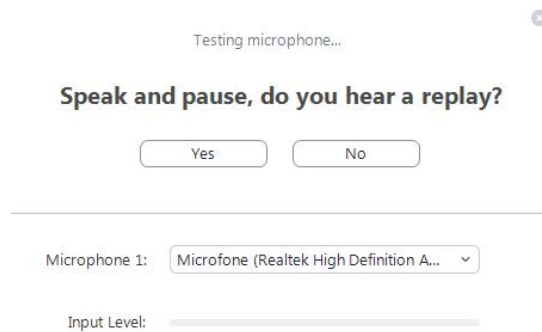 Testing microphone...
Speak and pause, do you hear a replay?
Yes No
Microphone 1: Microfone (Realtek High Definition A...
Input Level: